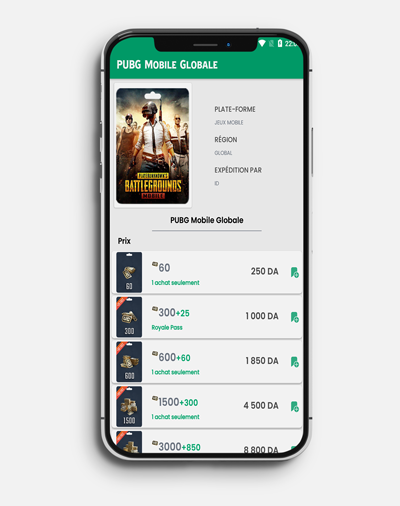 22:0
PUBG Mobile Globale
PLAYERUNKNOWN'S
BATTLEGROUNDS
MOBILE
PLATE-FORME
JEUX MOBILE
RÉGION
GLOBAL
EXPÉDITION PAR
ID
PUBG Mobile Globale
Prix
60
60
250 DA
1 achat seulement
300
300+25
1 000 DA
Royale Pass
600
600+60
1 850 DA
1 achat seulement
1500
1500+300
4 500 DA
1 achat seulement
3000+850
8 800 DA